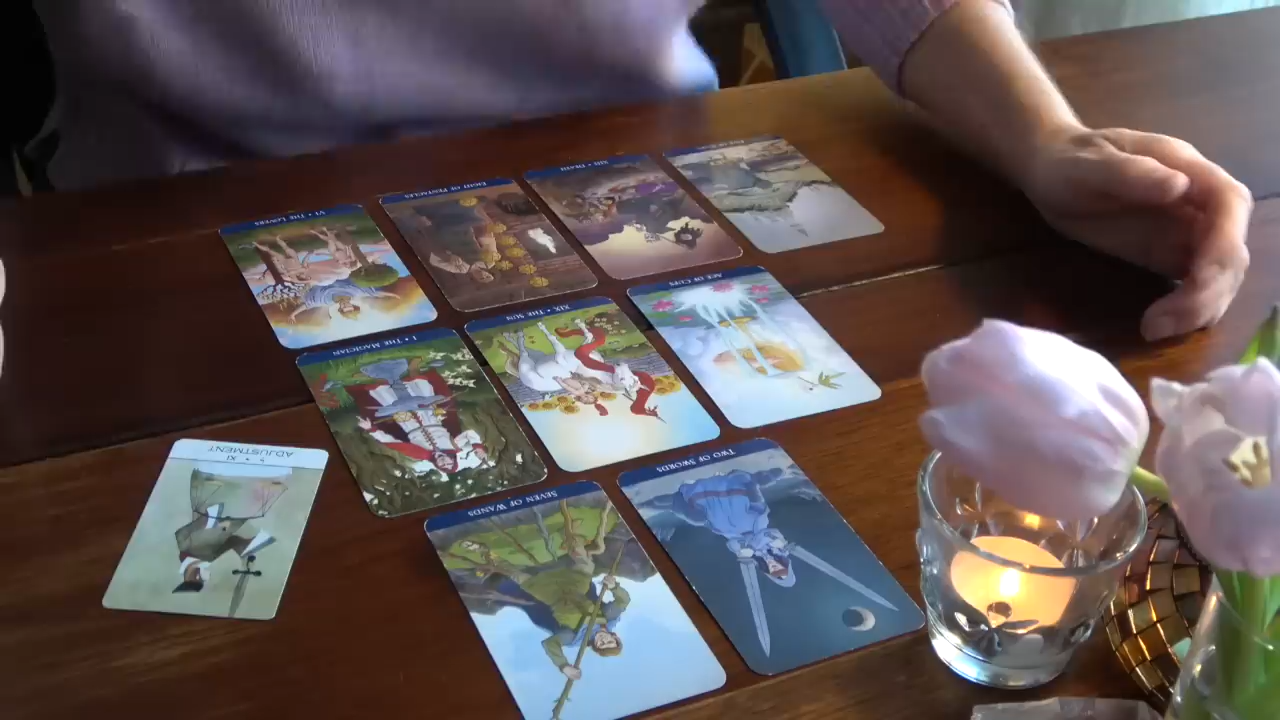 XIII • DEATH
EIGHT OF PENTACLES
VI • THE LOVERS
ACE OF CUPS
XIX • THE SUN
I • THE MAGICIAN
TWO OF SWORDS
SEVEN OF WANDS
XI
ADJUSTMENT